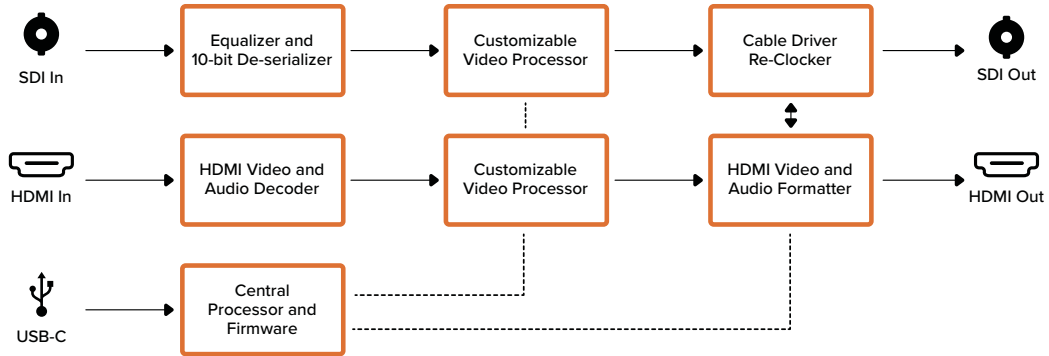 SDI In
Equalizer and
10-bit De-serializer
Customizable
Video Processor
Cable Driver
Re-Clocker
SDI Out
HDMI In
HDMI Video and
Audio Decoder
Customizable
Video Processor
HDMI Video and
Audio Formatter
HDMI Out
USB-C
Central
Processor and
Firmware